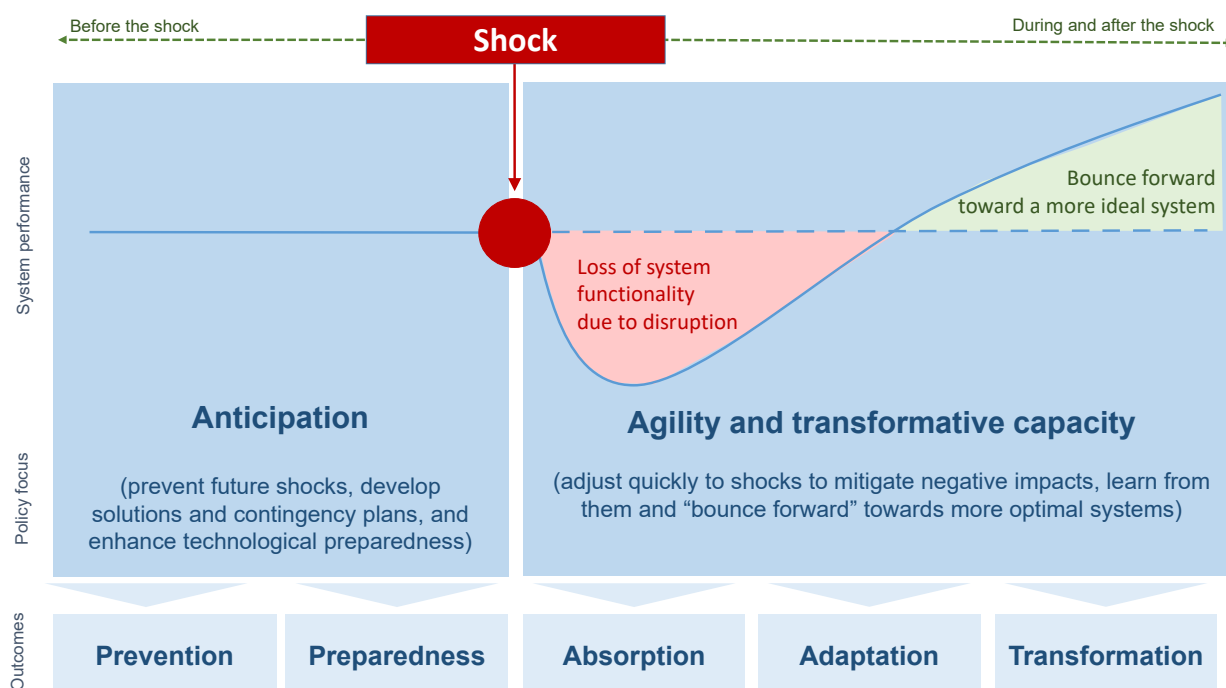 Before the shock
Shock
During and after the shock
System performance
Bounce forward
toward a more ideal system
Loss of system
functionality
due to disruption
Policy focus
Anticipation
(prevent future shocks, develop
solutions and contingency plans, and
enhance technological preparedness)
Agility and transformative capacity
(adjust quickly to shocks to mitigate negative impacts, learn from
them and “bounce forward” towards more optimal systems)
Outcomes
Prevention
Preparedness
Absorption
Adaptation
Transformation